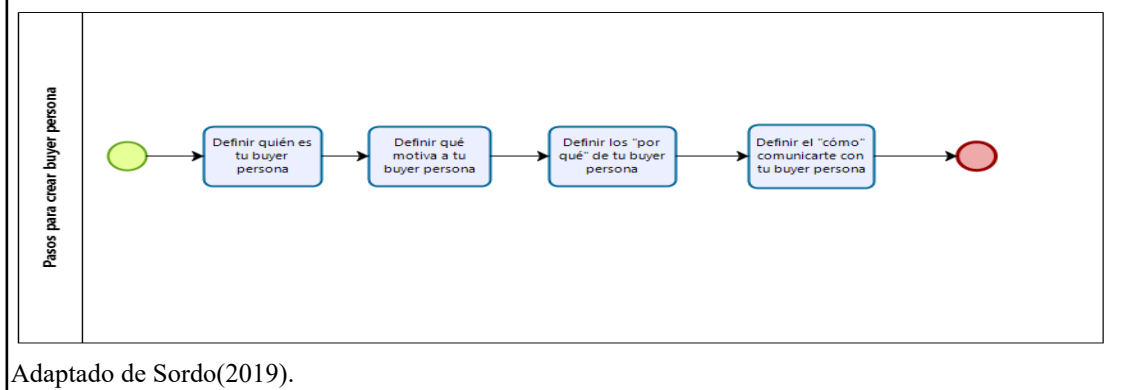 Pasos para crear buyer persona
Definir quién es
tu buyer
persona
Definir qué
motiva a tu
buyer persona
Definir los "por
qué" de tu buyer
persona
Definir el "cómo"
comunicarte con
tu buyer persona
Adaptado de Sordo(2019).